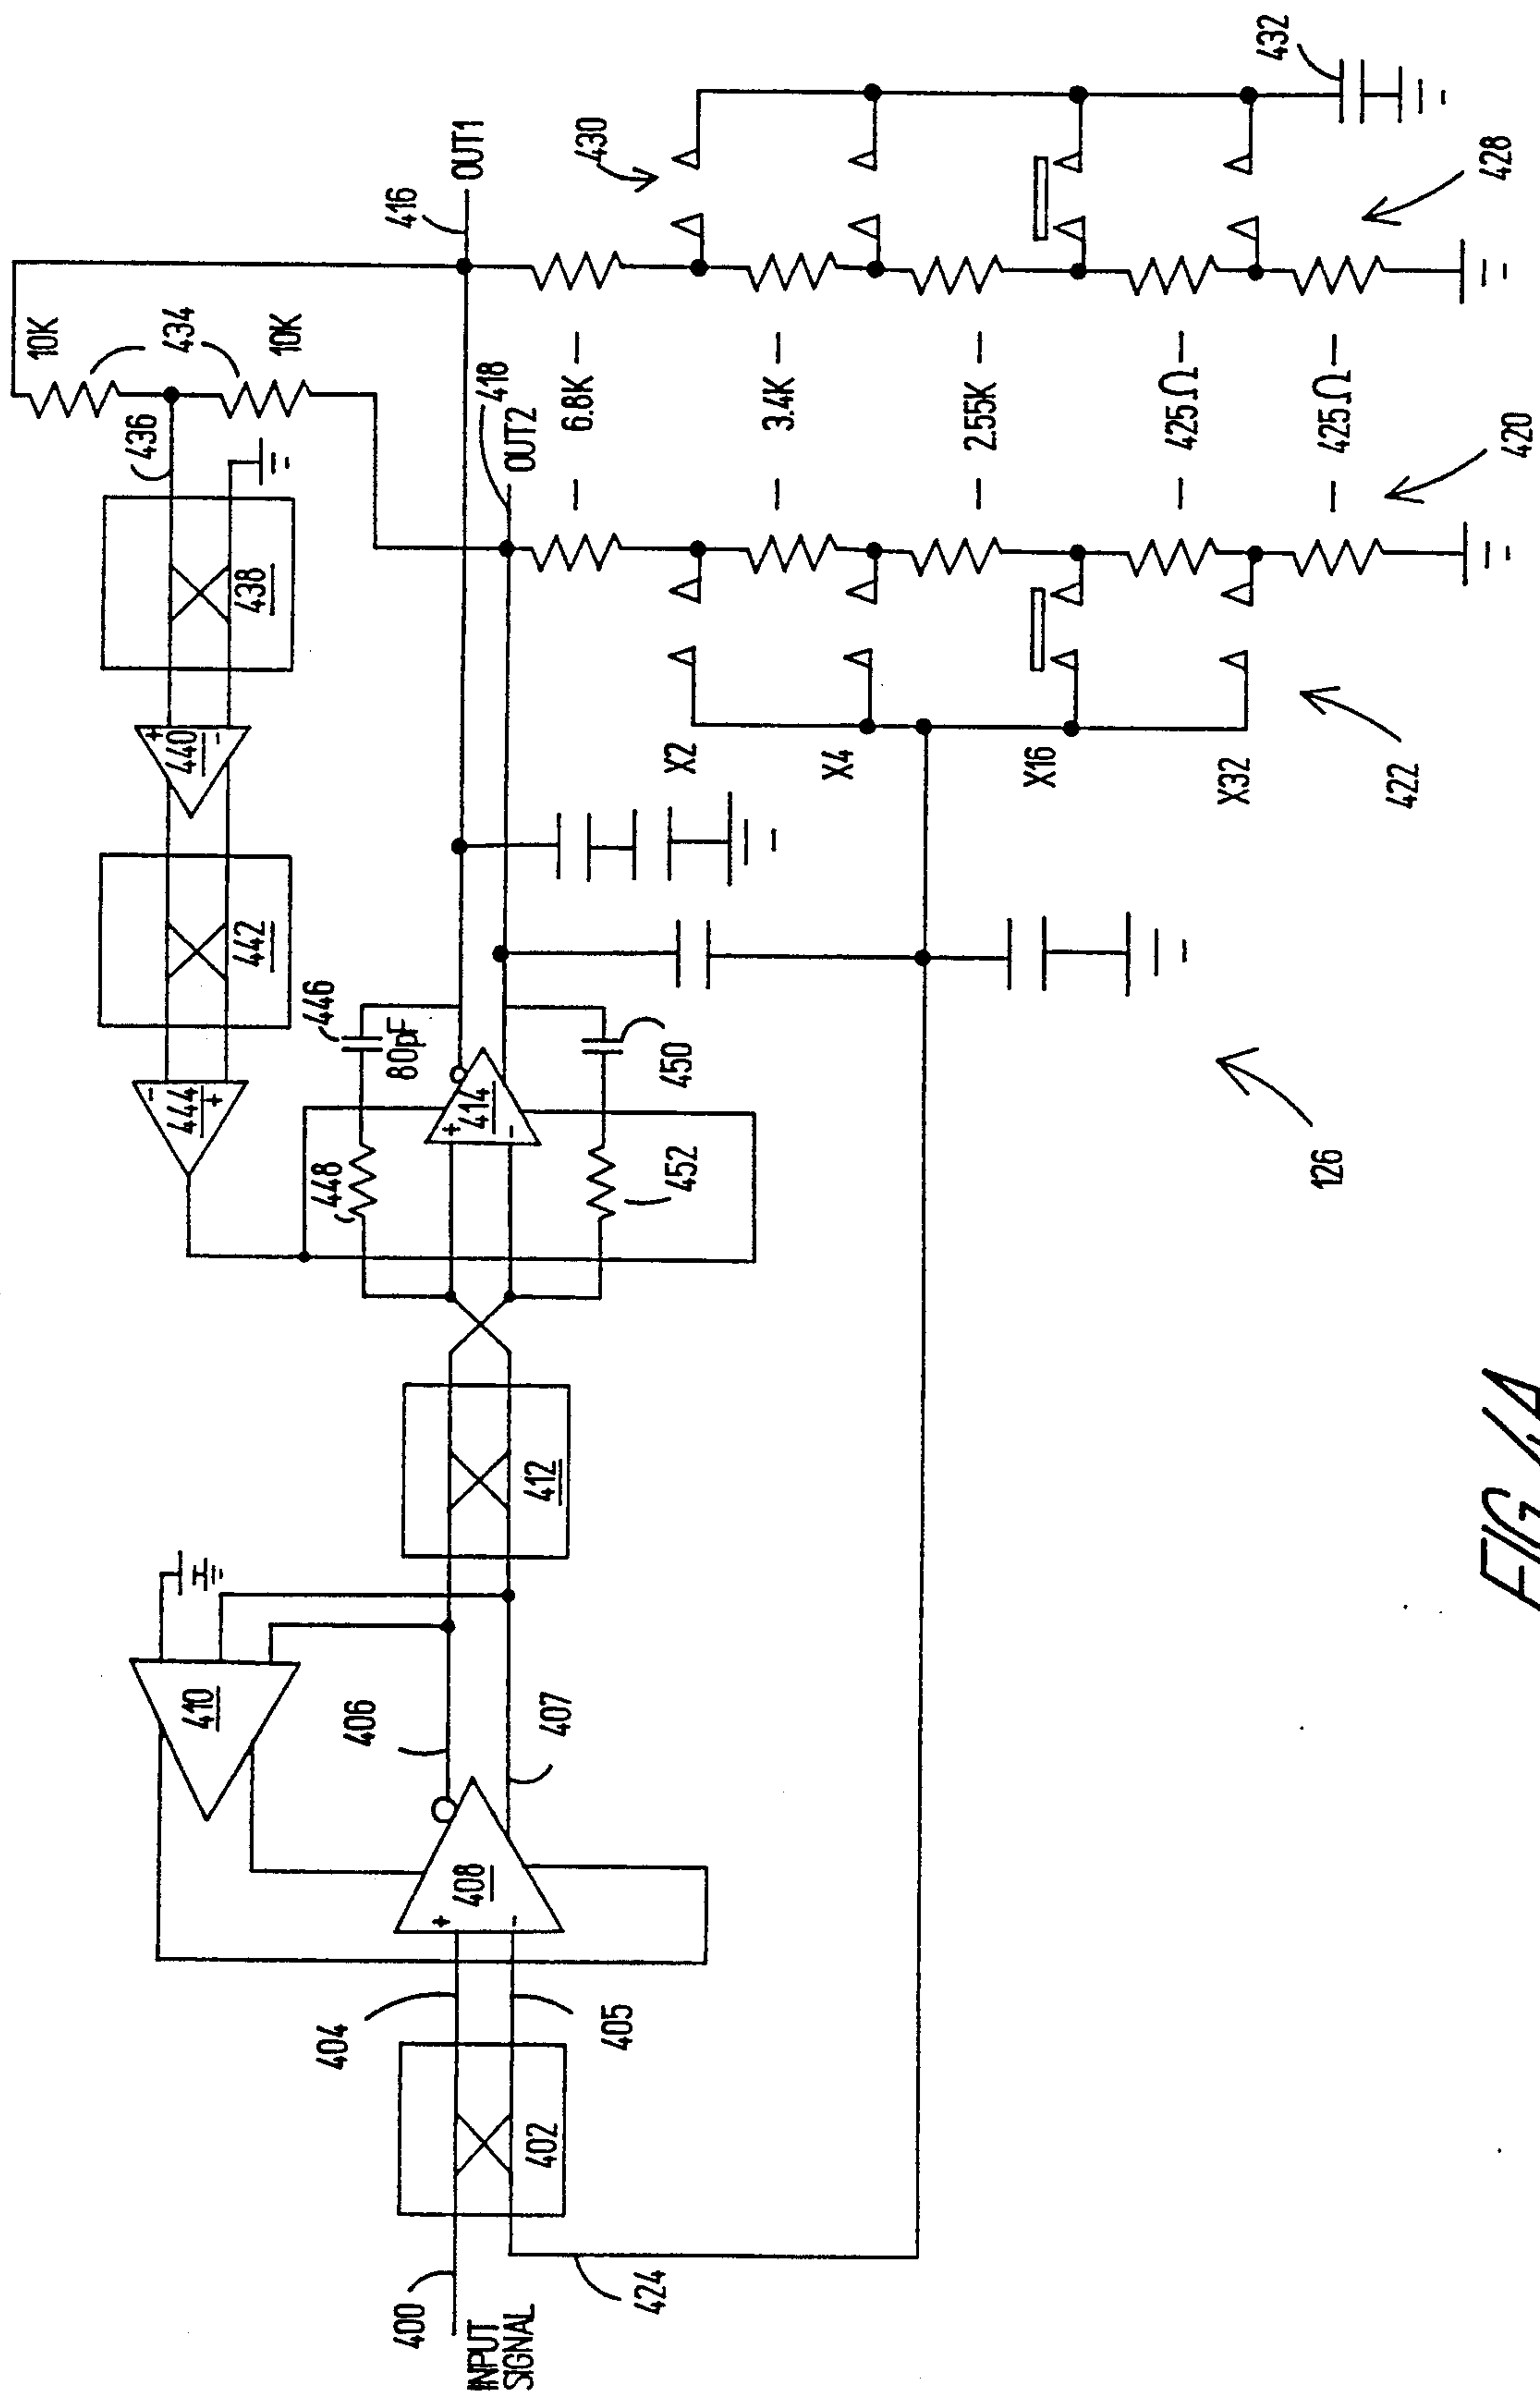 10K
434
10K
436
438
440
+
-
442
444
-
+
416
OUT1
418
OUT2
430
432
6.8K
3.4K
2.55K
425Ω
425Ω
428
420
X2
X4
X16
X32
422
446
80pF
448
414
+
-
450
452
412
126
410
406
407
408
+
-
404
405
402
400
INPUT
SIGNAL
424
FIG. 4A